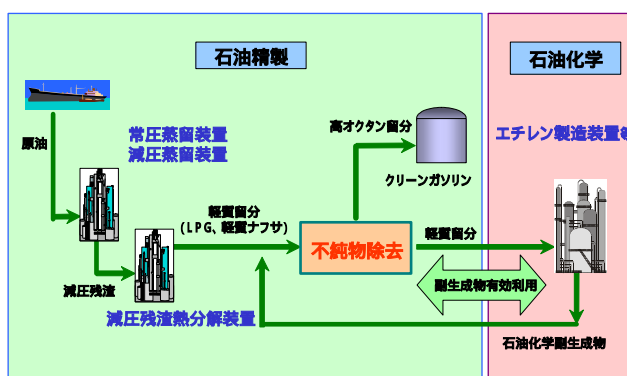 石油精製
石油化学
原油
常圧蒸留装置
減圧蒸留装置
高オクタン留分
クリーンガソリン
エチレン製造装置等
軽質留分
(LPG、軽質ナフサ)
不純物除去
軽質留分
減圧残渣
減圧残渣熱分解装置
副生成物有効利用
石油化学副生成物